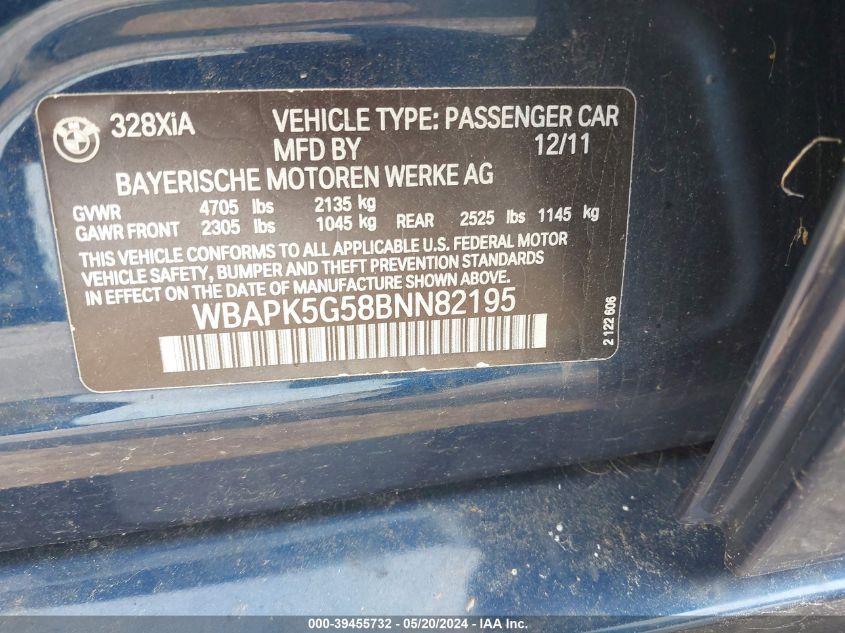 328XiA VEHICLE TYPE: PASSENGER CAR
MFD BY 12/11
BAYERISCHE MOTOREN WERKE AG
GVWR 4705 lbs 2135 kg
GAWR FRONT 2305 lbs 1045 kg REAR 2525 lbs 1145 kg
THIS VEHICLE CONFORMS TO ALL APPLICABLE U.S. FEDERAL MOTOR
VEHICLE SAFETY, BUMPER AND THEFT PREVENTION STANDARDS
IN EFFECT ON THE DATE OF MANUFACTURE SHOWN ABOVE.
WBAPK5G58BNN82195
2 122 606
000-39455732 - 05/20/2024 - IAAI.COM